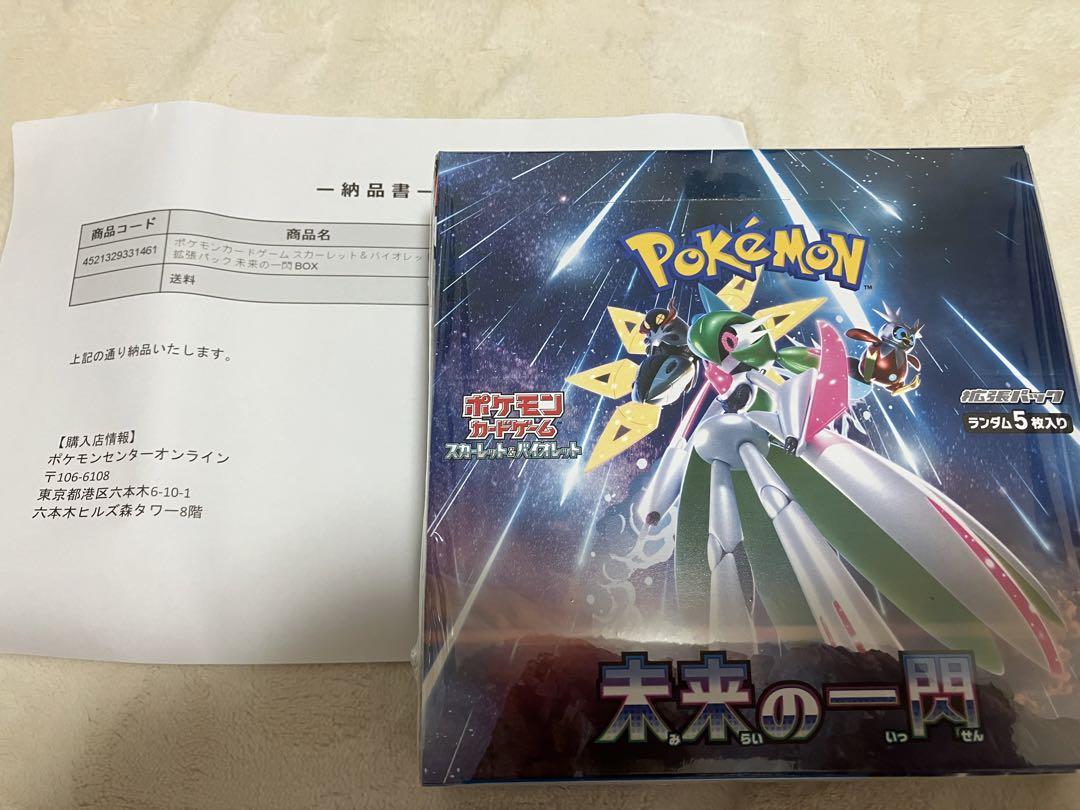 ー納品書ー
商品コード
商品名
4521329331461
ポケモンカードゲーム スカーレット&バイオレット
拡張パック 未来の一閃 BOX
送料
上記の通り納品いたします。
【購入店情報】
ポケモンセンターオンライン
〒106-6108
東京都港区六本木6-10-1
六本木ヒルズ森タワー8階
POKéMON
TM
ポケモン
カードゲーム
スカーレット&バイオレット
拡張パック
ランダム5枚入り
未来の一閃
み らい いっ せん